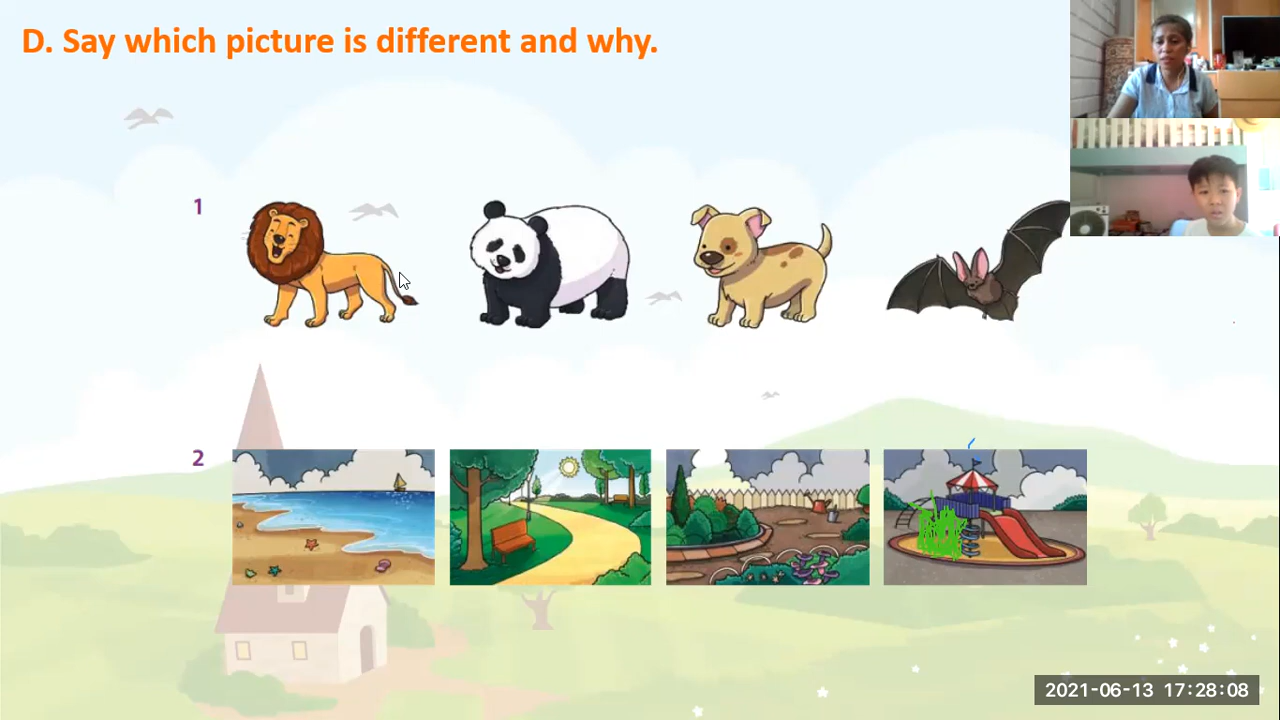 D. Say which picture is different and why.
1
2
2021-06-13 17:28:08